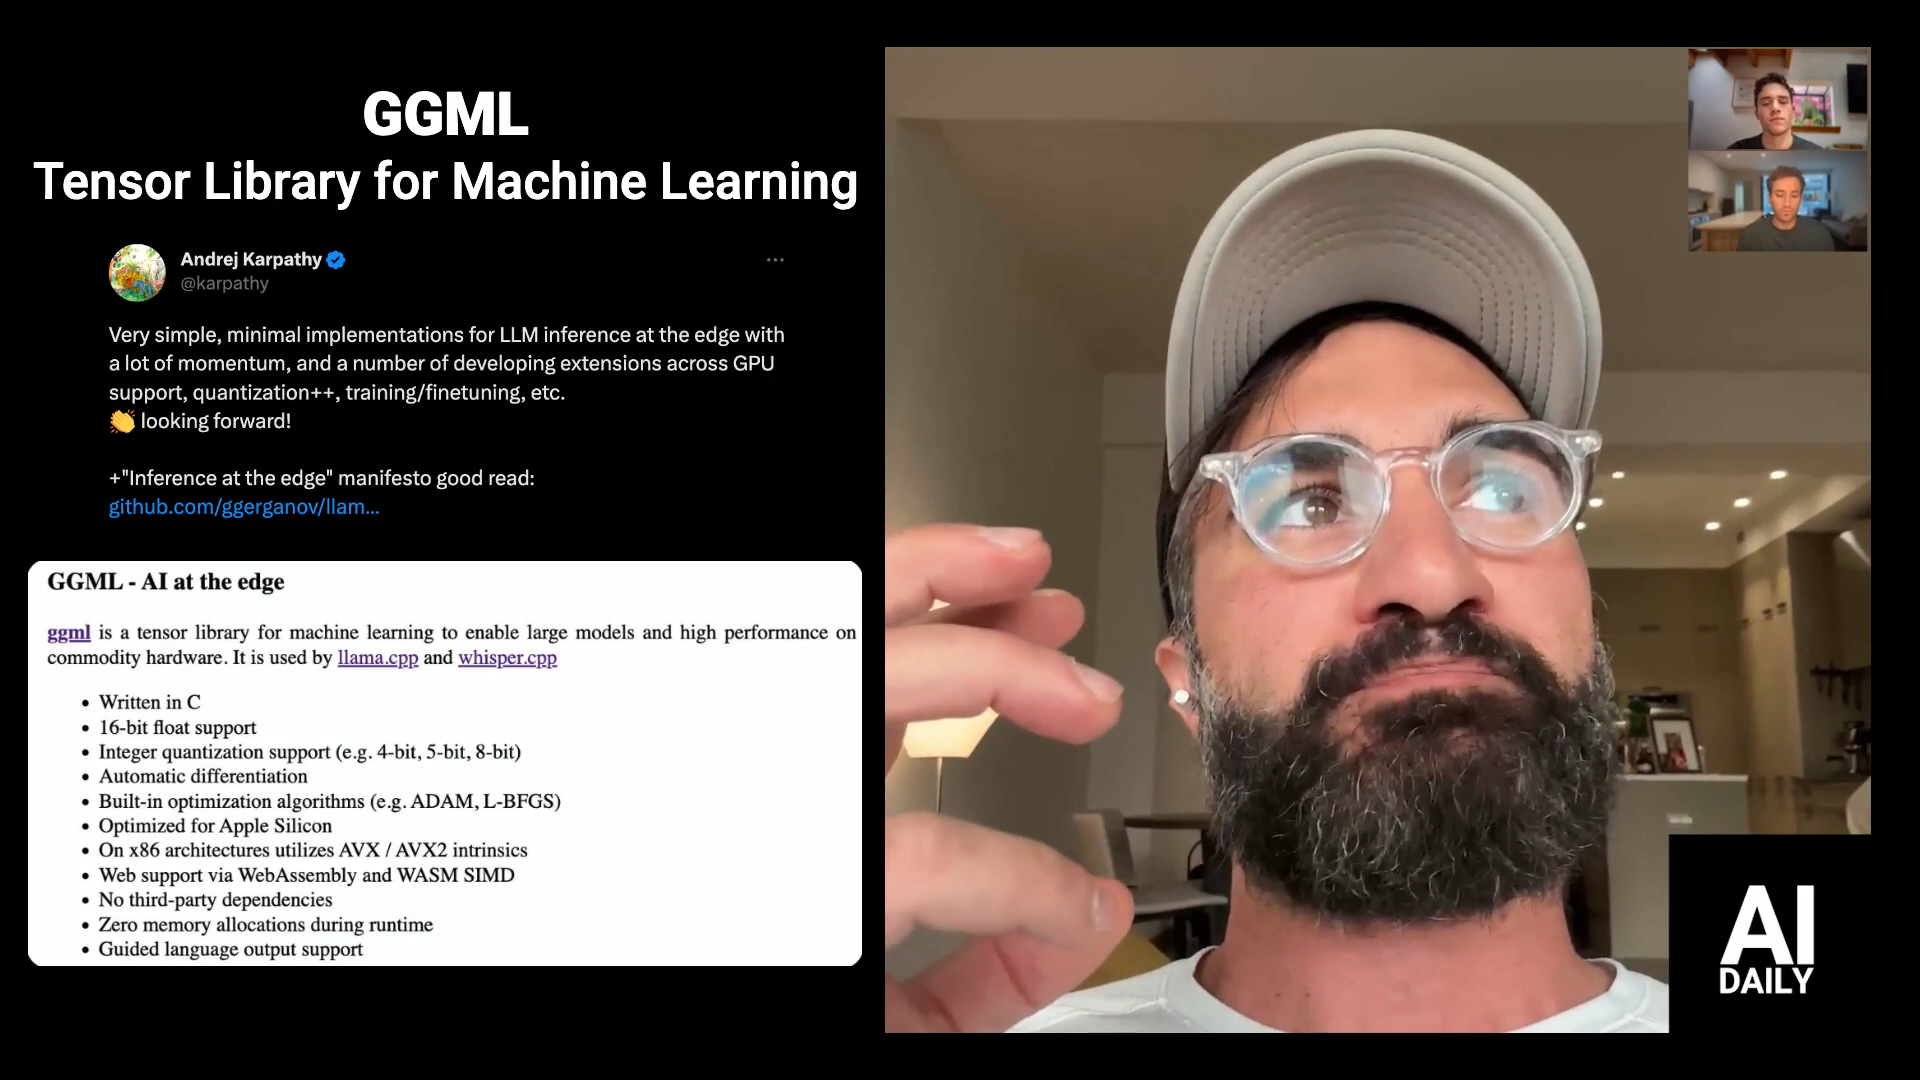 GGML
Tensor Library for Machine Learning
Andrej Karpathy
@karpathy
Very simple, minimal implementations for LLM inference at the edge with
a lot of momentum, and a number of developing extensions across GPU
support, quantization++, training/finetuning, etc.
👏 looking forward!
+"Inference at the edge" manifesto good read:
github.com/ggerganov/llam...
GGML - AI at the edge
ggml is a tensor library for machine learning to enable large models and high performance on
commodity hardware. It is used by llama.cpp and whisper.cpp
• Written in C
• 16-bit float support
• Integer quantization support (e.g. 4-bit, 5-bit, 8-bit)
• Automatic differentiation
• Built-in optimization algorithms (e.g. ADAM, L-BFGS)
• Optimized for Apple Silicon
• On x86 architectures utilizes AVX / AVX2 intrinsics
• Web support via WebAssembly and WASM SIMD
• No third-party dependencies
• Zero memory allocations during runtime
• Guided language output support
AI
DAILY